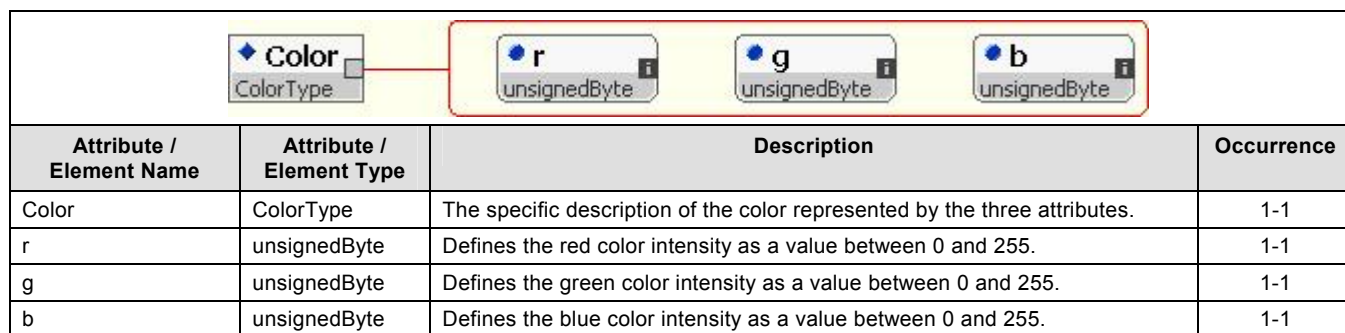 Color r g b
ColorType unsignedByte unsignedByte unsignedByte
Attribute / Element Name Attribute / Element Type Description Occurrence
Color ColorType The specific description of the color represented by the three attributes. 1-1
r unsignedByte Defines the red color intensity as a value between 0 and 255. 1-1
g unsignedByte Defines the green color intensity as a value between 0 and 255. 1-1
b unsignedByte Defines the blue color intensity as a value between 0 and 255. 1-1